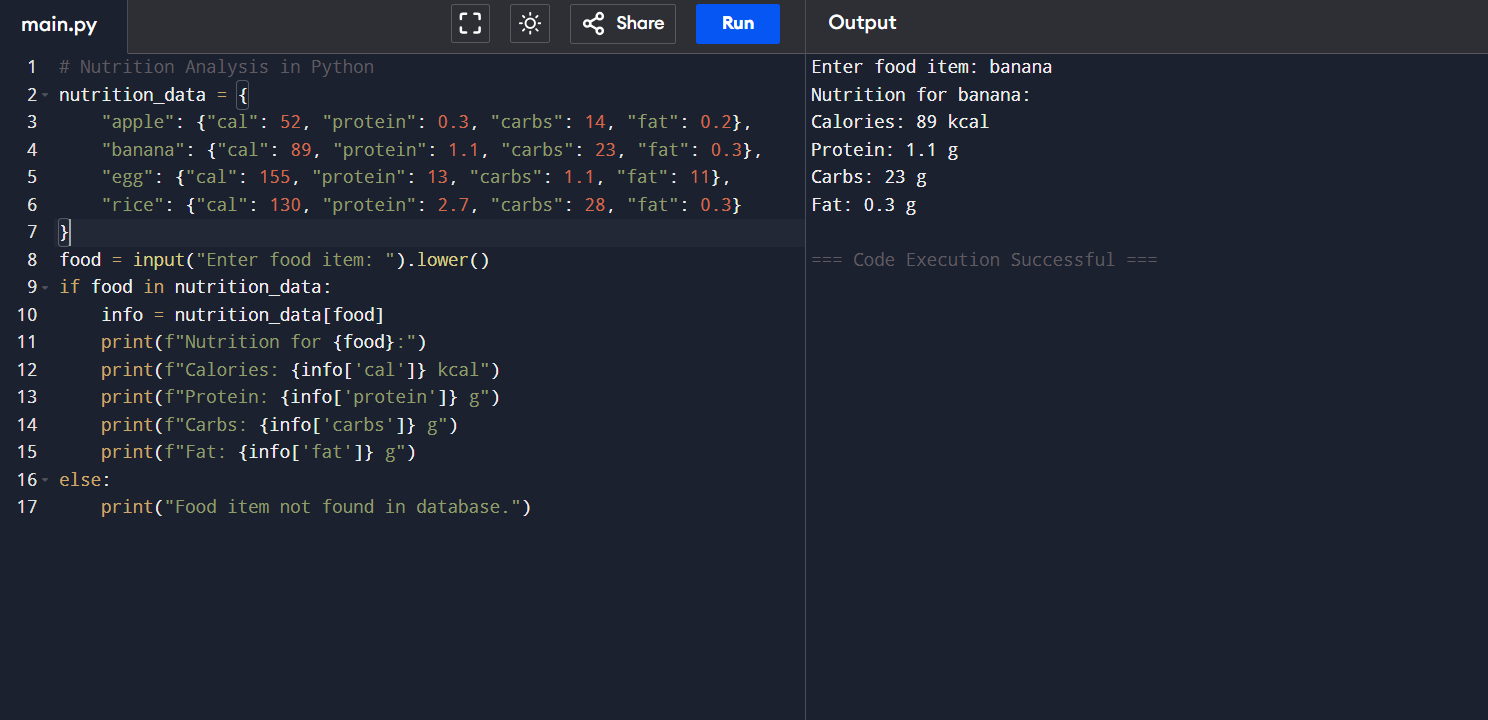 main.py
Share
Run
Output
1 # Nutrition Analysis in Python
2 nutrition_data = {
3     "apple": {"cal": 52, "protein": 0.3, "carbs": 14, "fat": 0.2},
4     "banana": {"cal": 89, "protein": 1.1, "carbs": 23, "fat": 0.3},
5     "egg": {"cal": 155, "protein": 13, "carbs": 1.1, "fat": 11},
6     "rice": {"cal": 130, "protein": 2.7, "carbs": 28, "fat": 0.3}
7 }
8 food = input("Enter food item: ").lower()
9 if food in nutrition_data:
10     info = nutrition_data[food]
11     print(f"Nutrition for {food}:")
12     print(f"Calories: {info['cal']} kcal")
13     print(f"Protein: {info['protein']} g")
14     print(f"Carbs: {info['carbs']} g")
15     print(f"Fat: {info['fat']} g")
16 else:
17     print("Food item not found in database.")
Enter food item: banana
Nutrition for banana:
Calories: 89 kcal
Protein: 1.1 g
Carbs: 23 g
Fat: 0.3 g
=== Code Execution Successful ===